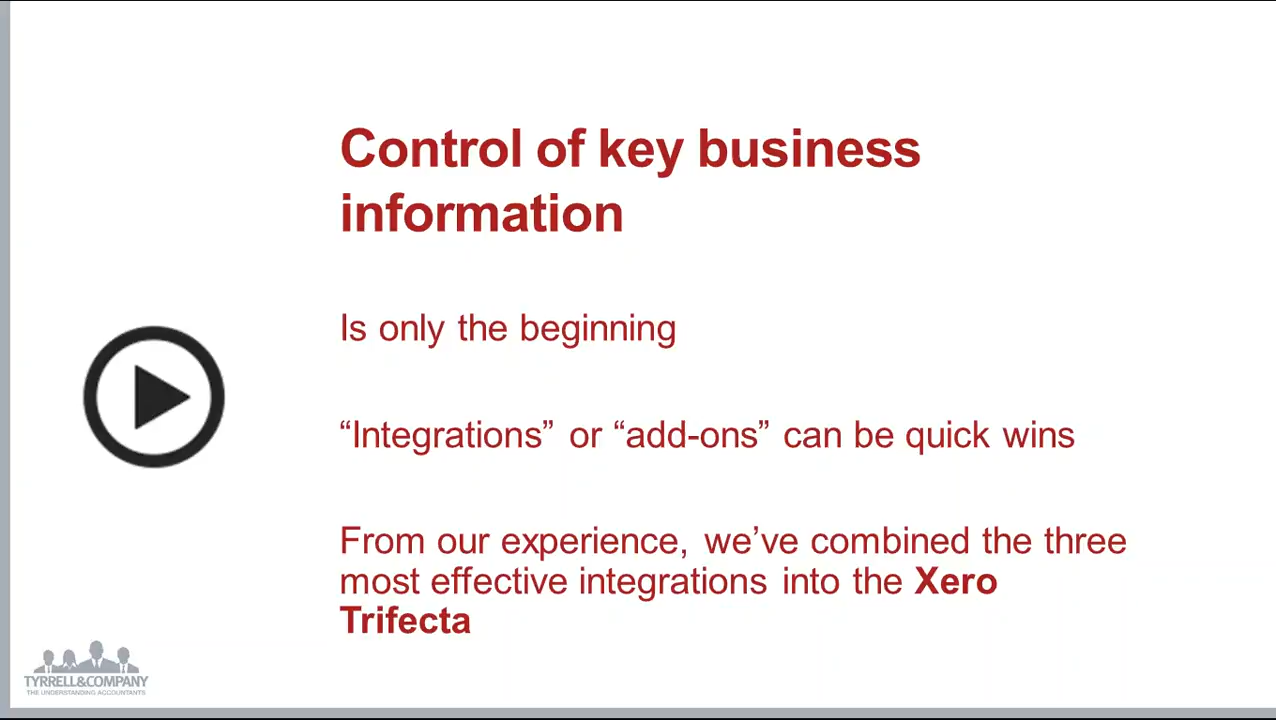 Control of key business
information
Is only the beginning
“Integrations” or “add-ons” can be quick wins
From our experience, we’ve combined the three
most effective integrations into the Xero
Trifecta
TYRRELL&COMPANY
THE UNDERSTANDING ACCOUNTANTS